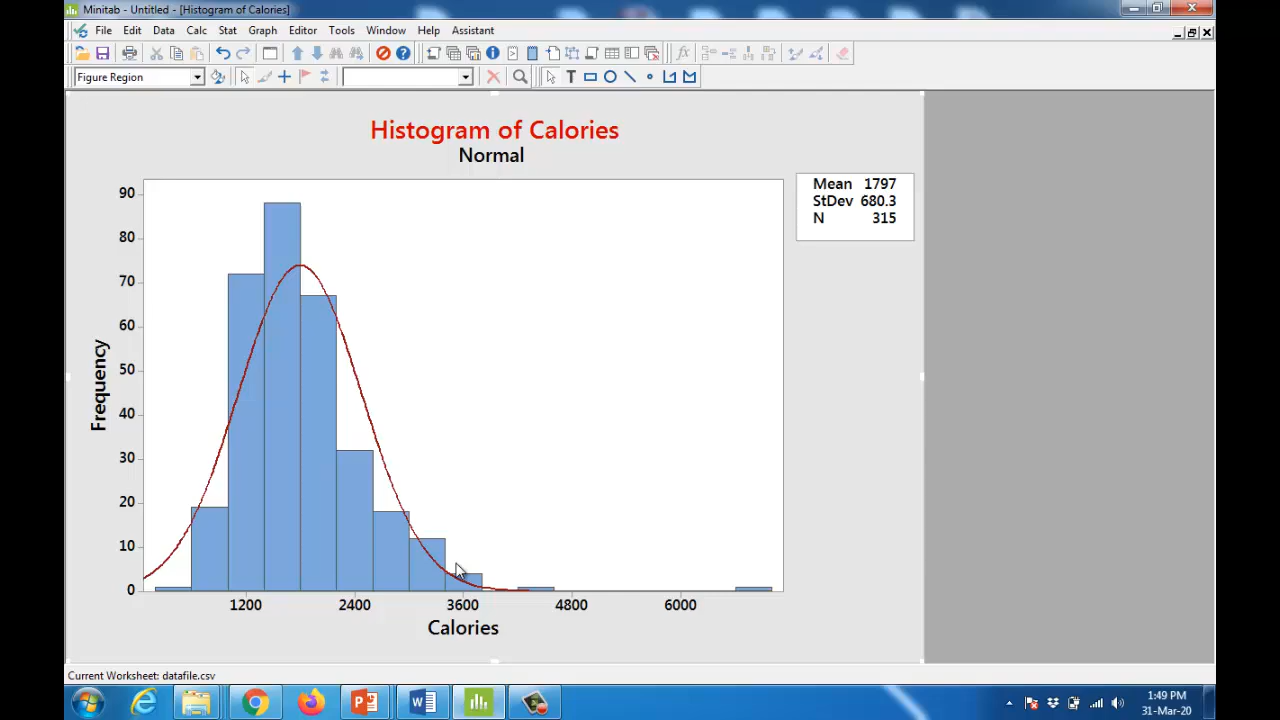 Minitab - Untitled - [Histogram of Calories]
File Edit Data Calc Stat Graph Editor Tools Window Help Assistant
Figure Region
Histogram of Calories
Normal
Mean 1797
StDev 680.3
N 315
90
80
70
60
50
40
30
20
10
0
Frequency
1200 2400 3600 4800 6000
Calories
Current Worksheet: datafile.csv
1:49 PM
31-Mar-20